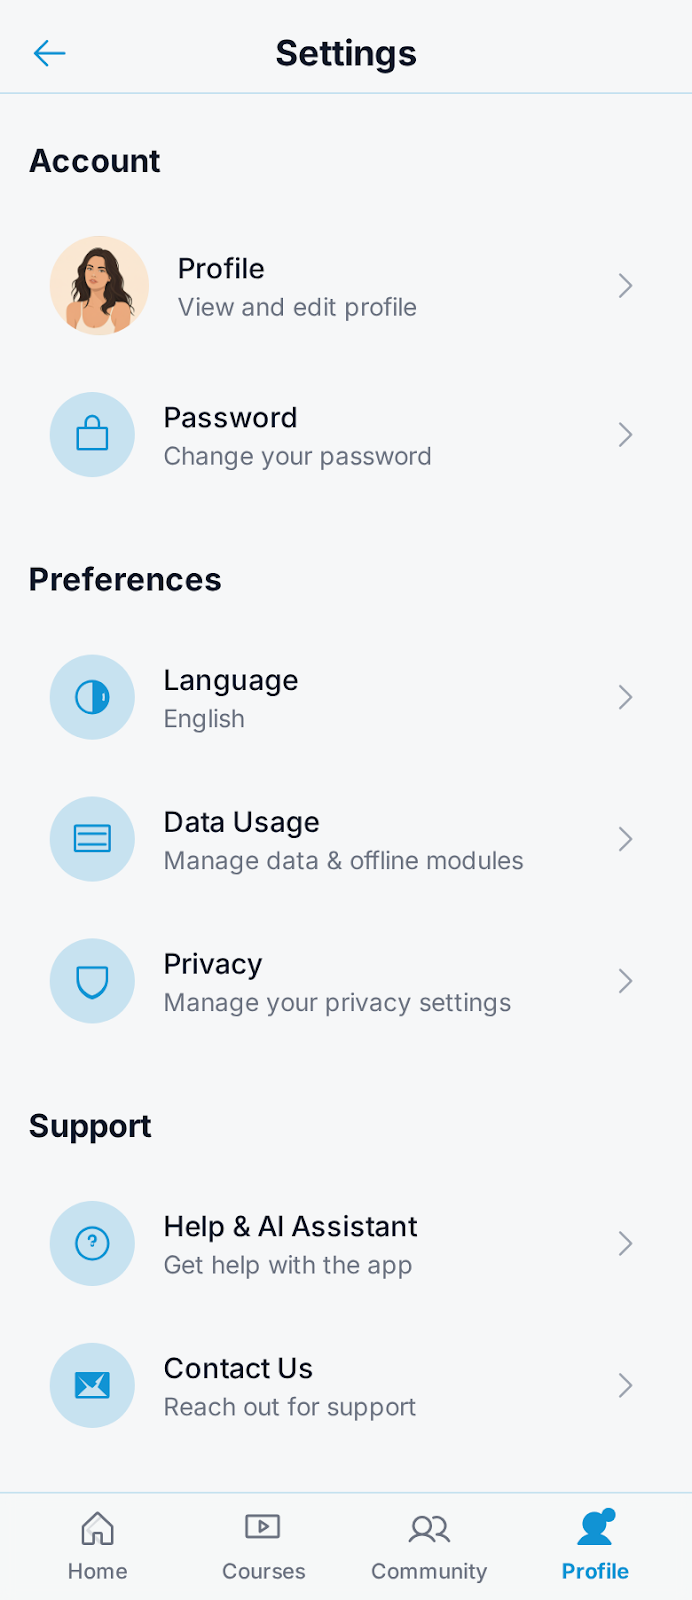 Settings
Account
Profile
View and edit profile
Password
Change your password
Preferences
Language
English
Data Usage
Manage data & offline modules
Privacy
Manage your privacy settings
Support
Help & AI Assistant
Get help with the app
Contact Us
Reach out for support
Home Courses Community Profile